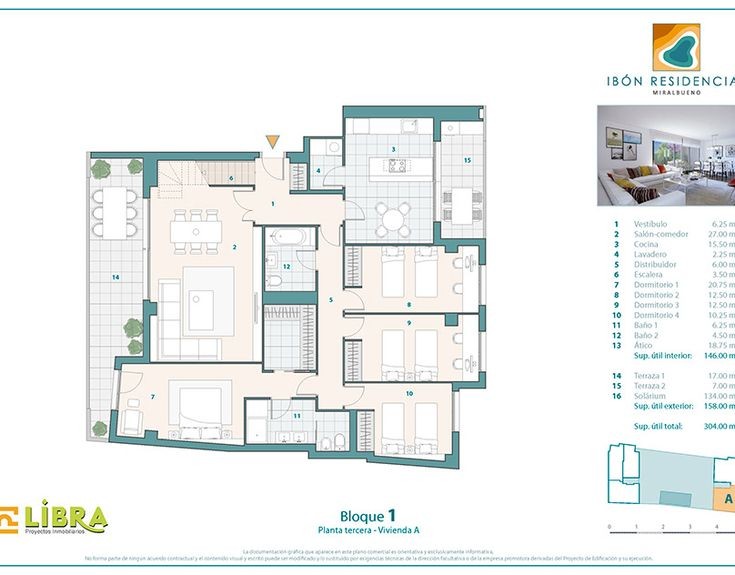 IBÓN RESIDENCIA
MIRALBUENO
1 Vestíbulo 6.25 m
2 Salón-comedor 27.00 m
3 Cocina 15.50 m
4 Lavadero 2.25 m
5 Distribuidor 6.00 m
6 Escalera 3.50 m
7 Dormitorio 1 20.75 m
8 Dormitorio 2 12.50 m
9 Dormitorio 3 12.50 m
10 Dormitorio 4 10.25 m
11 Baño 1 6.25 m
12 Baño 2 4.50 m
13 Ático 18.75 m
Sup. útil interior: 146.00 m
14 Terraza 1 17.00 m
15 Terraza 2 7.00 m
16 Solárium 134.00 m
Sup. útil exterior: 158.00 m
Sup. útil total: 304.00 m
4
3
15
6
1
2
12
14
5
8
9
7
10
11
A
0 1 2 3 4
LIBRA
Proyectos Inmobiliarios
Bloque 1
Planta tercera - Vivienda A
La documentación gráfica que aparece en este plano comercial es orientativa y exclusivamente informativa,
No forma parte de ningún acuerdo contractual y el contenido visual y escrito puede ser modificado y/o sustituido por exigencias técnicas de la dirección facultativa o de la empresa promotora derivadas del Proyecto de Edificación y su ejecución.